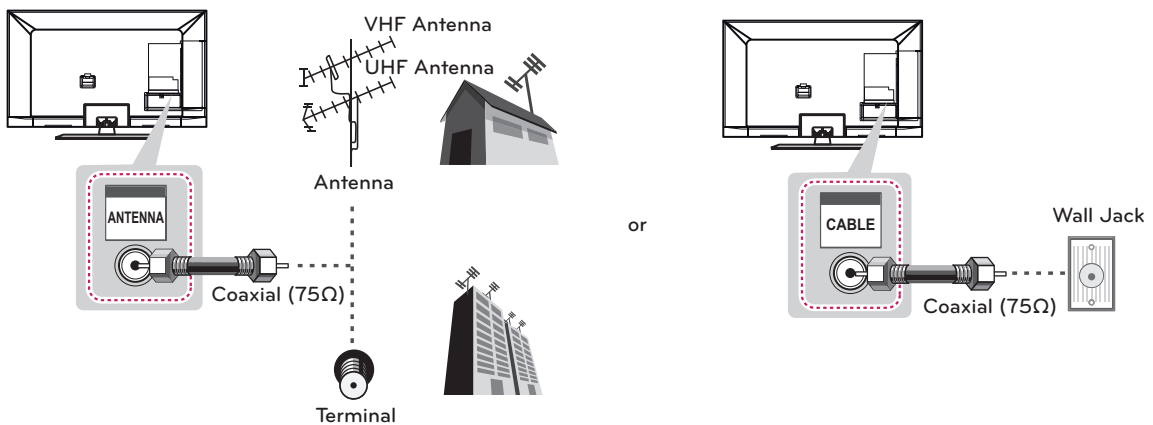 VHF Antenna
UHF Antenna
Antenna
ANTENNA
Coaxial (75Ω)
Terminal
or
CABLE
Wall Jack
Coaxial (75Ω)